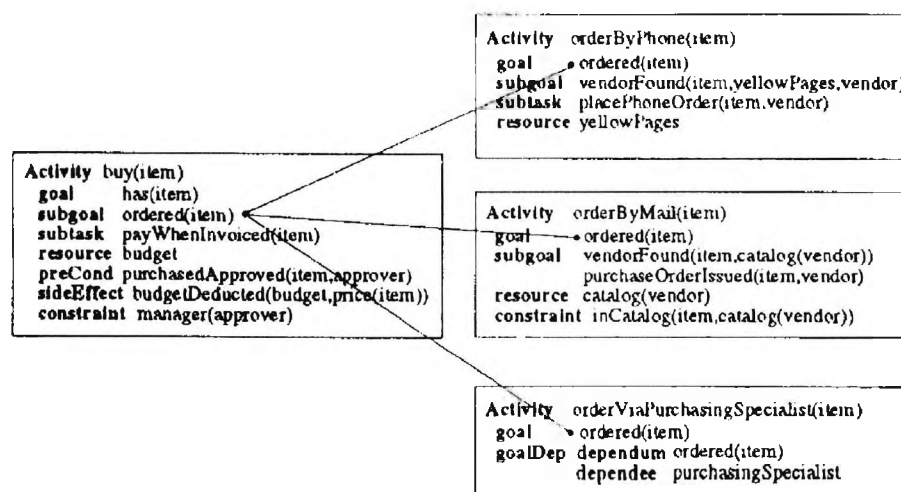 Activity orderByPhone(item)
goal ordered(item)
subgoal vendorFound(item,yellowPages,vendor)
subtask placePhoneOrder(item,vendor)
resource yellowPages
Activity buy(item)
goal has(item)
subgoal ordered(item)
subtask payWhenInvoiced(item)
resource budget
preCond purchasedApproved(item,approver)
sideEffect budgetDeducted(budget,price(item))
constraint manager(approver)
Activity orderByMail(item)
goal ordered(item)
subgoal vendorFound(item,catalog(vendor))
purchaseOrderIssued(item,vendor)
resource catalog(vendor)
constraint inCatalog(item,catalog(vendor))
Activity orderViaPurchasingSpecialist(item)
goal ordered(item)
goalDep dependum ordered(item)
dependee purchasingSpecialist